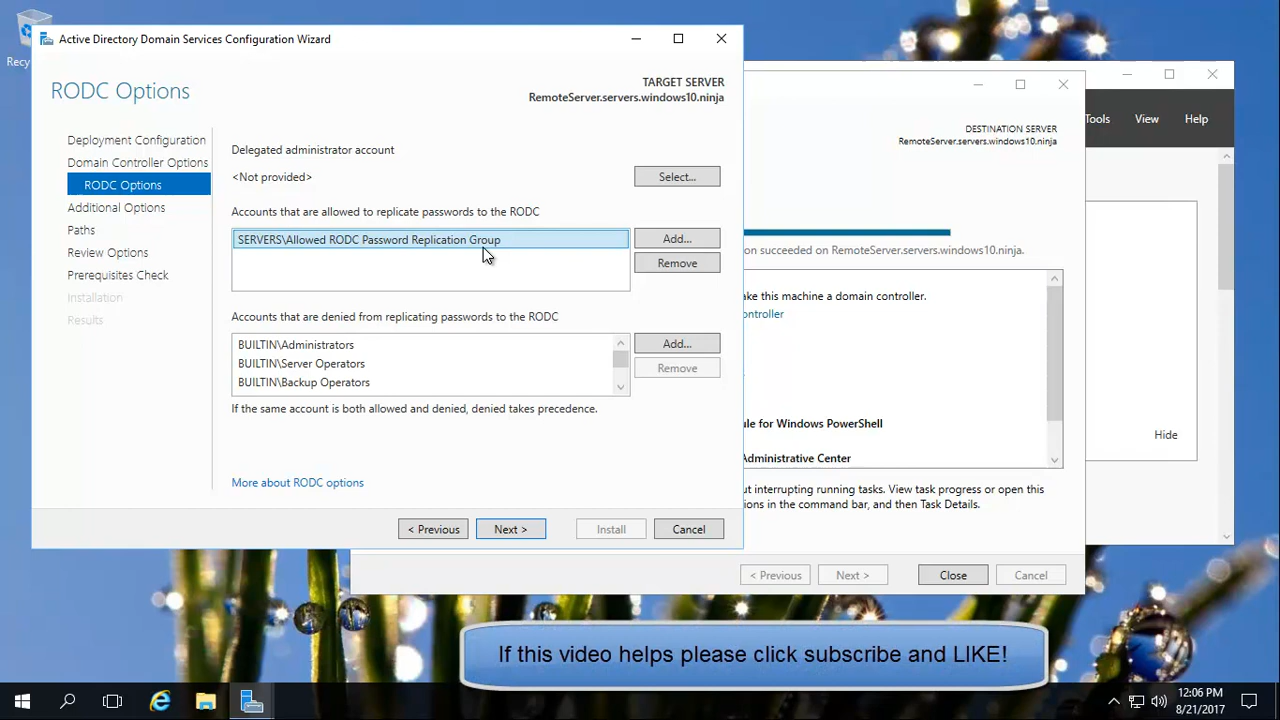 Recy
Active Directory Domain Services Configuration Wizard
RODC Options
TARGET SERVER
RemoteServer.servers.windows10.ninja
Deployment Configuration
Domain Controller Options
RODC Options
Additional Options
Paths
Review Options
Prerequisites Check
Installation
Results
Delegated administrator account
<Not provided>
Select...
Accounts that are allowed to replicate passwords to the RODC
SERVERS\Allowed RODC Password Replication Group
Add...
Remove
Accounts that are denied from replicating passwords to the RODC
BUILTIN\Administrators
BUILTIN\Server Operators
BUILTIN\Backup Operators
Add...
Remove
If the same account is both allowed and denied, denied takes precedence.
More about RODC options
< Previous
Next >
Install
Cancel
DESTINATION SERVER
RemoteServer.servers.windows10.ninja
on succeeded on RemoteServer.servers.windows10.ninja.
ake this machine a domain controller.
ontroller
ule for Windows PowerShell
Administrative Center
ut interrupting running tasks. View task progress or open this
ions in the command bar, and then Task Details.
< Previous
Next >
Close
Cancel
Tools
View
Help
Hide
If this video helps please click subscribe and LIKE!
12:06 PM
8/21/2017